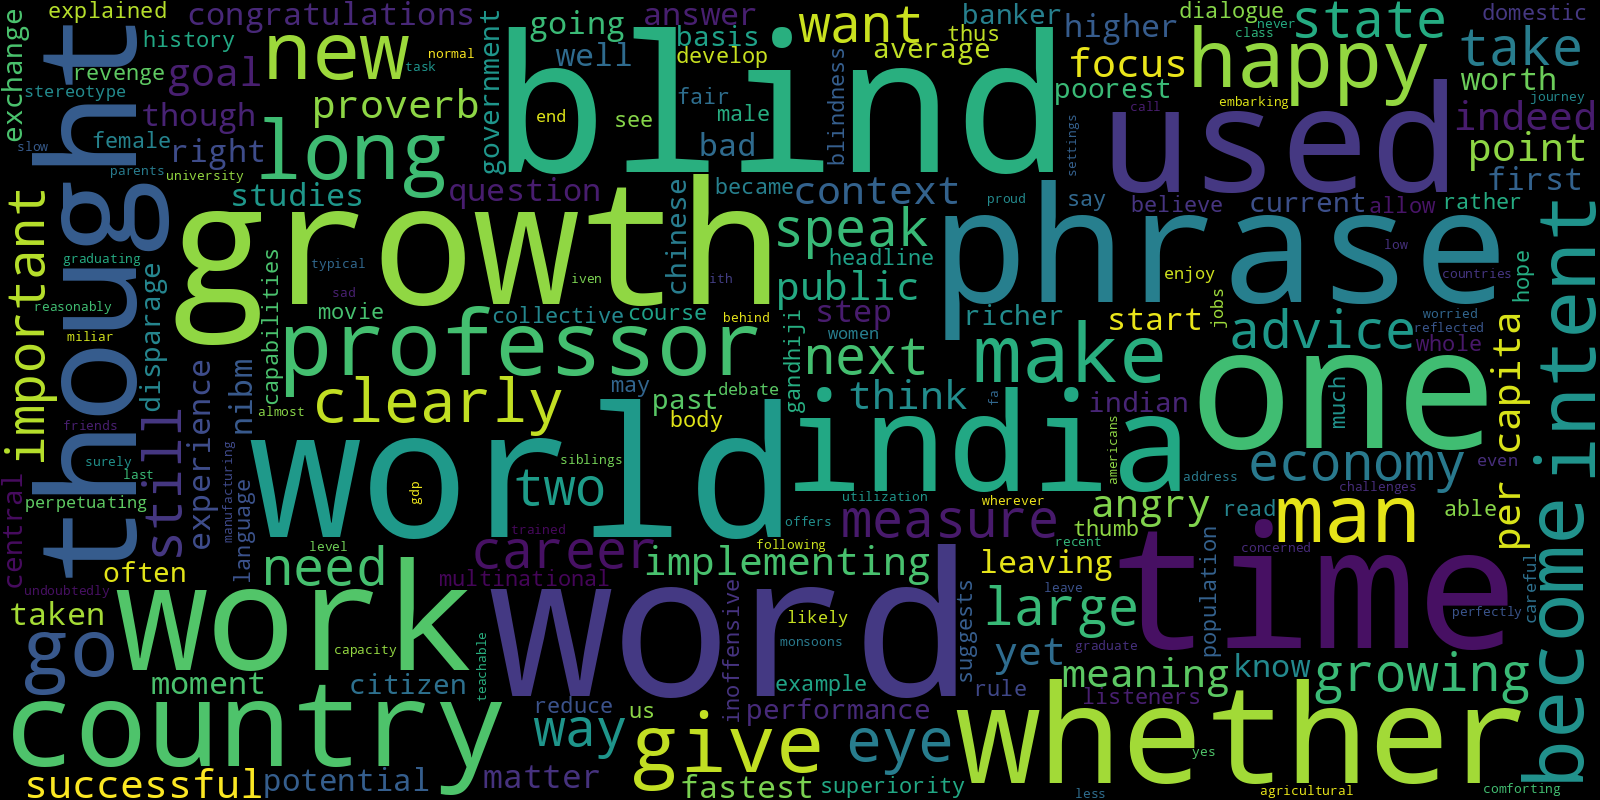 explained
congratulations
going
answer
want
banker
higher
dialogue
state
domestic
exchange
history
new
normal
task
well
basis
develop
average
thus
focus
happy
never
class
take
revenge
goal
stereotype
though
proverb
government
blind
end
see
fair
male
bad
blindness
poorest
embarking
call
worth
journey
indeed
thought
slow
female
right
parents
university
long
used
settings
point
first
studies
question
chinese
became
context
proud
say
believe
current
allow
rather
important
graduating
growth
typical
sad
iven
ith
speak
headline
phrase
enjoy
low
countries
hope
intent
reasonably
miliar
disparage
capabilities
movie
collective
course
behind
public
step
women
richer
start
jobs
advice
worried
reflected
whole
professor
gandhiji
next
make
one
per capita
clearly
almost
may
past
debate
body
think
fa
indian
much
friends
still
experience
nibm
world
india
americans
economy
even
surely
last
perpetuating
manufacturing
language
gdp
siblings
two
utilization
offers
wherever
address
challenges
central
trained
measure
angry
thumb
read
man
able
often
level
need
career
multinational
implementing
following
leaving
recent
population
concerned
time
undoubtedly
taken
work
capacity
word
inoffensive
likely
monsoons
suggests
large
leave
graduate
perfectly
careful
become
go
moment
citizen
teachable
example
yet
rule
meaning
know
growing
listeners
country
reduce
us
way
performance
give
eye
whether
yes
successful
potential
matter
fastest
superiority
less
agricultural
comforting